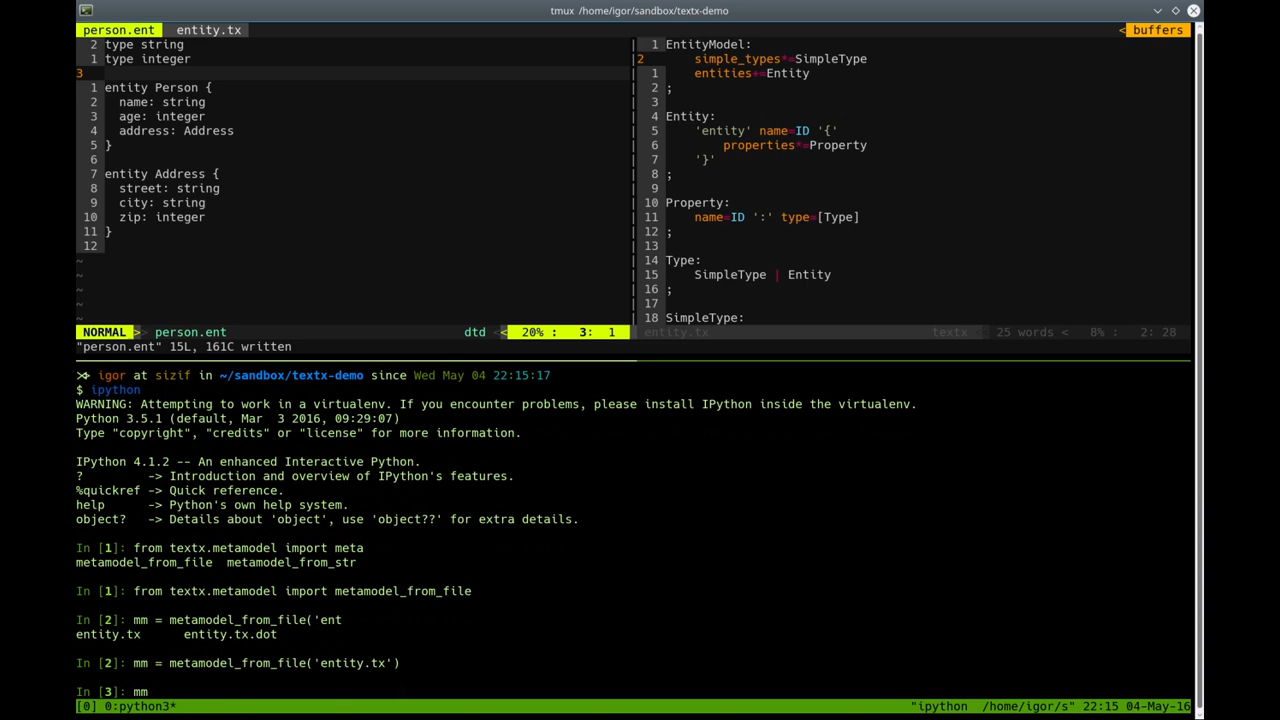 tmux /home/igor/sandbox/textx-demo
person.ent entity.tx < buffers
2 type string
1 type integer
3
1 entity Person {
2 name: string
3 age: integer
4 address: Address
5 }
6
7 entity Address {
8 street: string
9 city: string
10 zip: integer
11 }
12
~
~
~
~
~
NORMAL >> person.ent dtd << 20% : 3: 1
"person.ent" 15L, 161C written
1 EntityModel:
2 simple_types*=SimpleType
1 entities+=Entity
2 ;
3
4 Entity:
5 'entity' name=ID '{'
6 properties*=Property
7 '}'
8 ;
9
10 Property:
11 name=ID ':' type=[Type]
12 ;
13
14 Type:
15 SimpleType | Entity
16 ;
17
18 SimpleType:
entity.tx < textx < 25 words < 8% : 2: 28
igor at sizif in ~/sandbox/textx-demo since Wed May 04 22:15:17
$ ipython
WARNING: Attempting to work in a virtualenv. If you encounter problems, please install IPython inside the virtualenv.
Python 3.5.1 (default, Mar 3 2016, 09:29:07)
Type "copyright", "credits" or "license" for more information.
IPython 4.1.2 -- An enhanced Interactive Python.
? -> Introduction and overview of IPython's features.
%quickref -> Quick reference.
help -> Python's own help system.
object? -> Details about 'object', use 'object??' for extra details.
In [1]: from textx.metamodel import meta
metamodel_from_file metamodel_from_str
In [1]: from textx.metamodel import metamodel_from_file
In [2]: mm = metamodel_from_file('ent
entity.tx entity.tx.dot
In [2]: mm = metamodel_from_file('entity.tx')
In [3]: mm
[0] 0:python3* "ipython /home/igor/s" 22:15 04-May-16